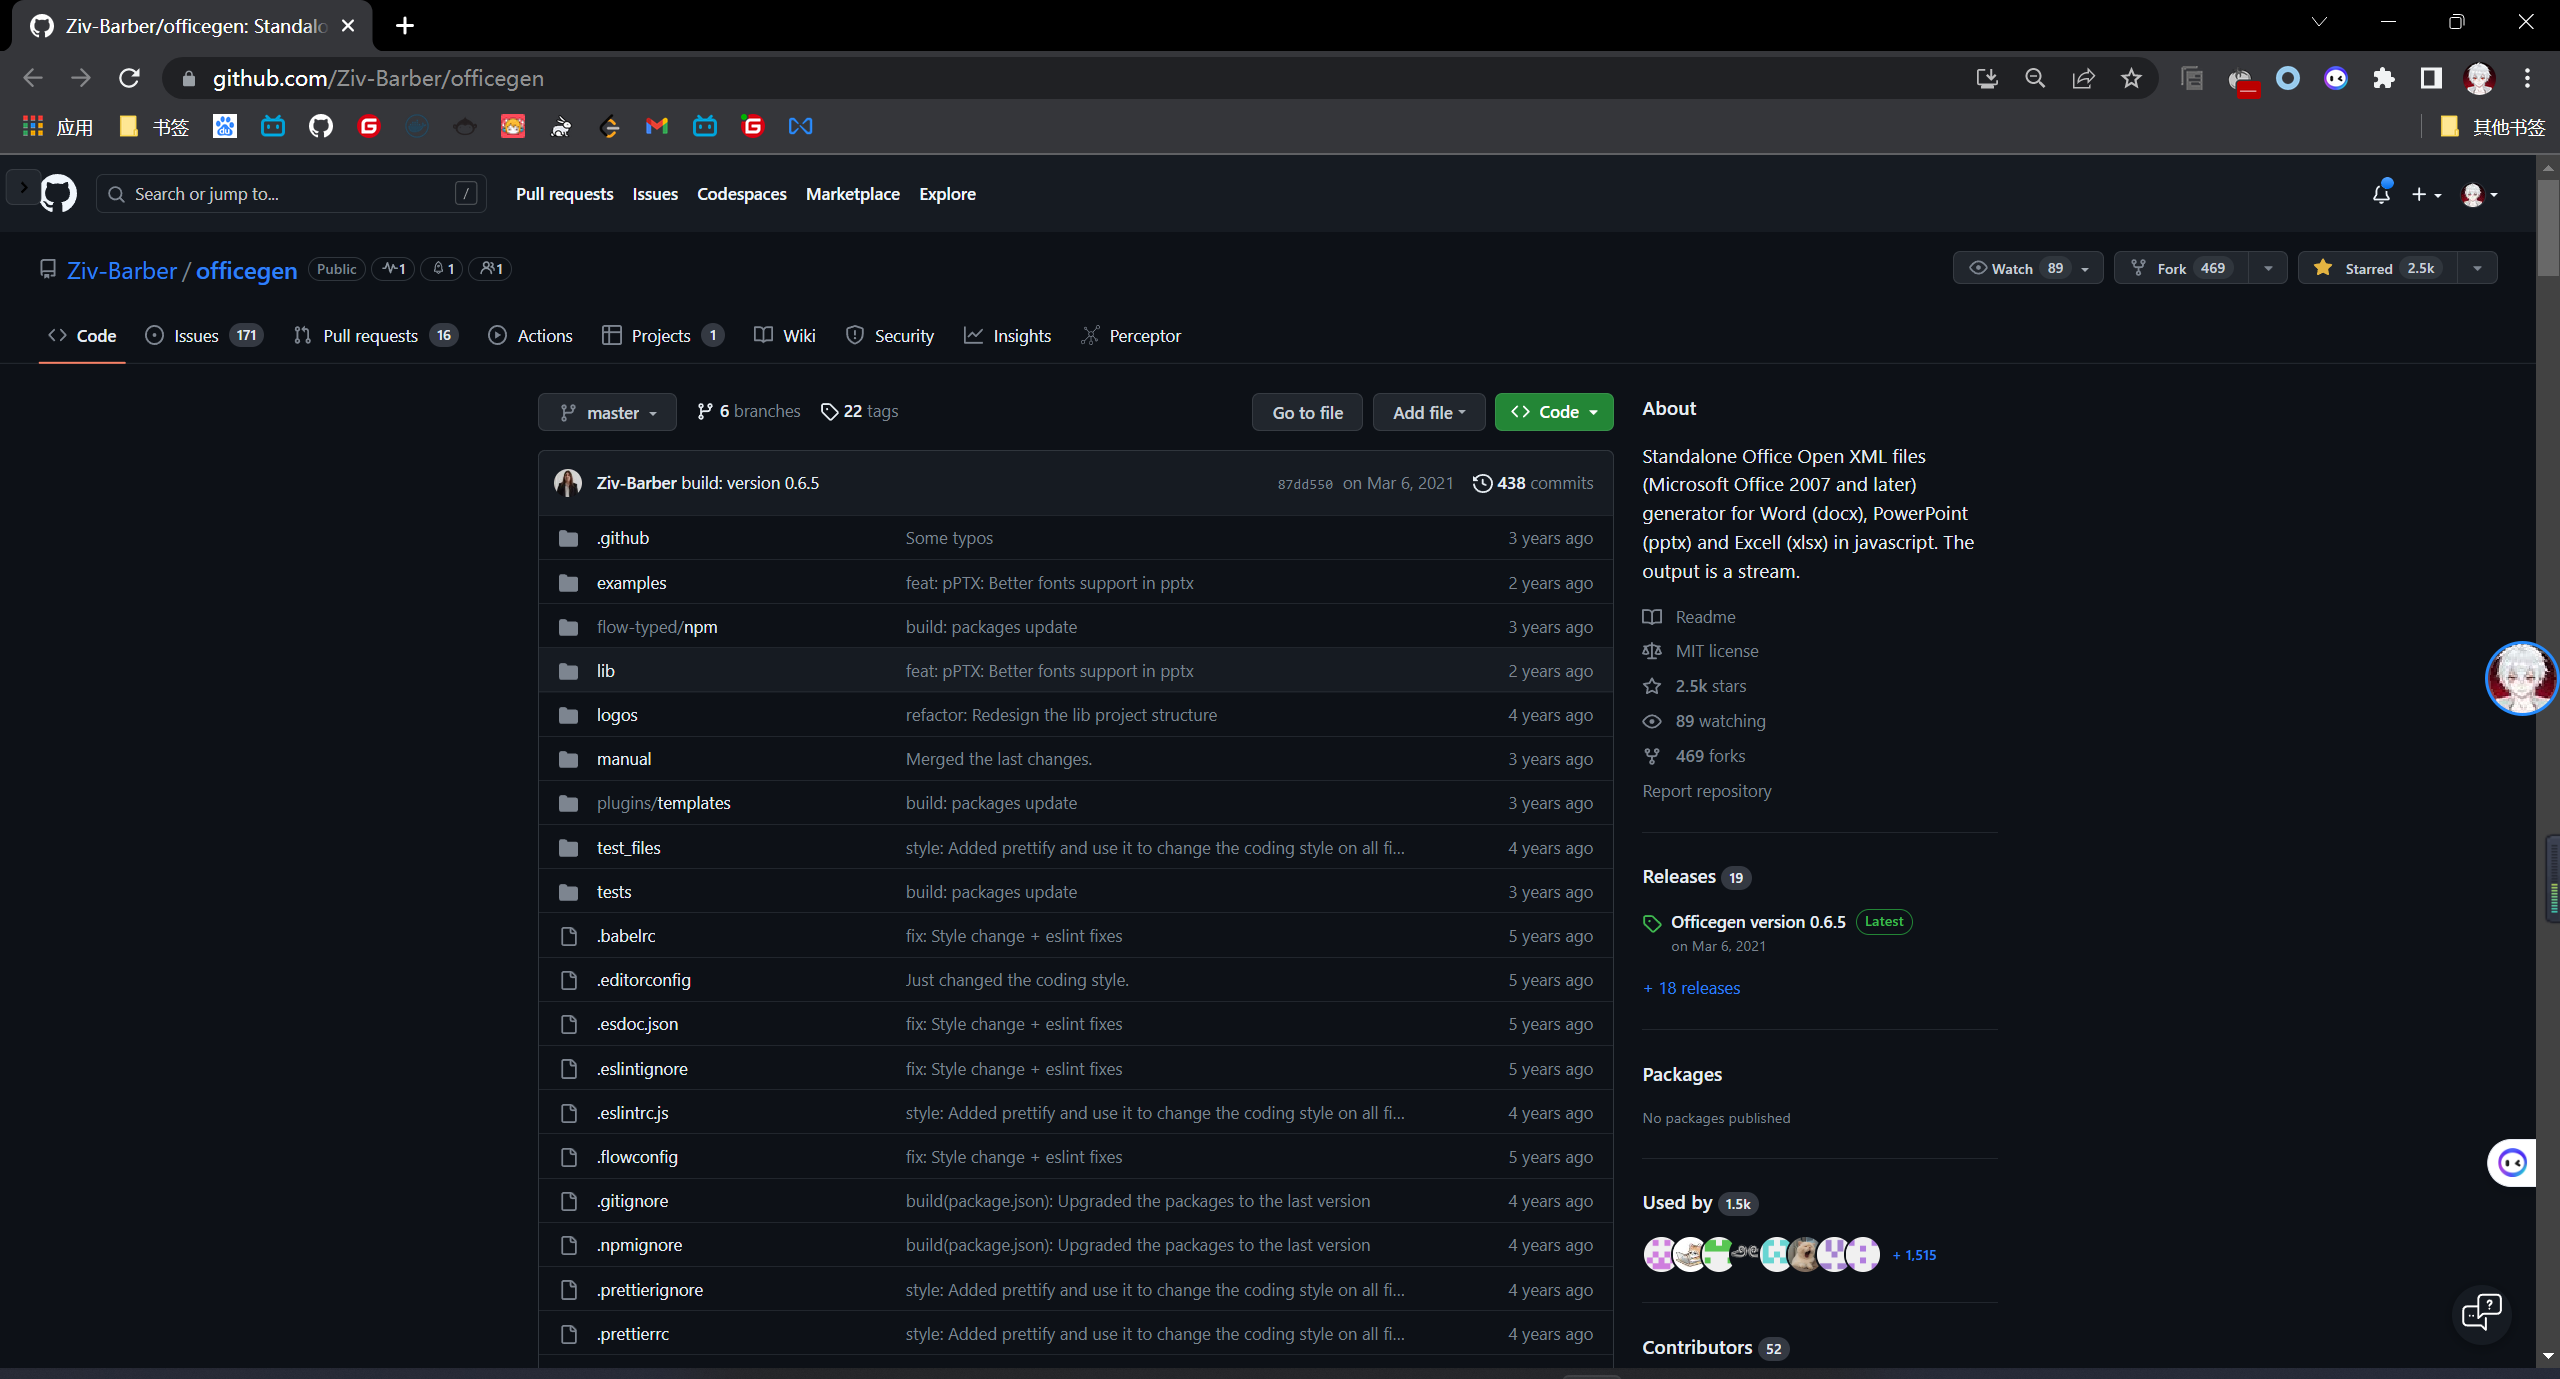 Ziv-Barber/officegen: Standalo
github.com/Ziv-Barber/officegen
应用 书签 其他书签
Search or jump to... / Pull requests Issues Codespaces Marketplace Explore
Ziv-Barber / officegen Public 1 1 1 Watch 89 Fork 469 Starred 2.5k
Code Issues 171 Pull requests 16 Actions Projects 1 Wiki Security Insights Perceptor
master 6 branches 22 tags Go to file Add file Code
Ziv-Barber build: version 0.6.5 87dd550 on Mar 6, 2021 438 commits
.github Some typos 3 years ago
examples feat: pPTX: Better fonts support in pptx 2 years ago
flow-typed/npm build: packages update 3 years ago
lib feat: pPTX: Better fonts support in pptx 2 years ago
logos refactor: Redesign the lib project structure 4 years ago
manual Merged the last changes. 3 years ago
plugins/templates build: packages update 3 years ago
test_files style: Added prettify and use it to change the coding style on all fi... 4 years ago
tests build: packages update 3 years ago
.babelrc fix: Style change + eslint fixes 5 years ago
.editorconfig Just changed the coding style. 5 years ago
.esdoc.json fix: Style change + eslint fixes 5 years ago
.eslintignore fix: Style change + eslint fixes 5 years ago
.eslintrc.js style: Added prettify and use it to change the coding style on all fi... 4 years ago
.flowconfig fix: Style change + eslint fixes 5 years ago
.gitignore build(package.json): Upgraded the packages to the last version 4 years ago
.npmignore build(package.json): Upgraded the packages to the last version 4 years ago
.prettierignore style: Added prettify and use it to change the coding style on all fi... 4 years ago
.prettierrc style: Added prettify and use it to change the coding style on all fi... 4 years ago
About
Standalone Office Open XML files
(Microsoft Office 2007 and later)
generator for Word (docx), PowerPoint
(pptx) and Excell (xlsx) in javascript. The
output is a stream.
Readme
MIT license
2.5k stars
89 watching
469 forks
Report repository
Releases 19
Officegen version 0.6.5 Latest
on Mar 6, 2021
+ 18 releases
Packages
No packages published
Used by 1.5k
+ 1,515
Contributors 52